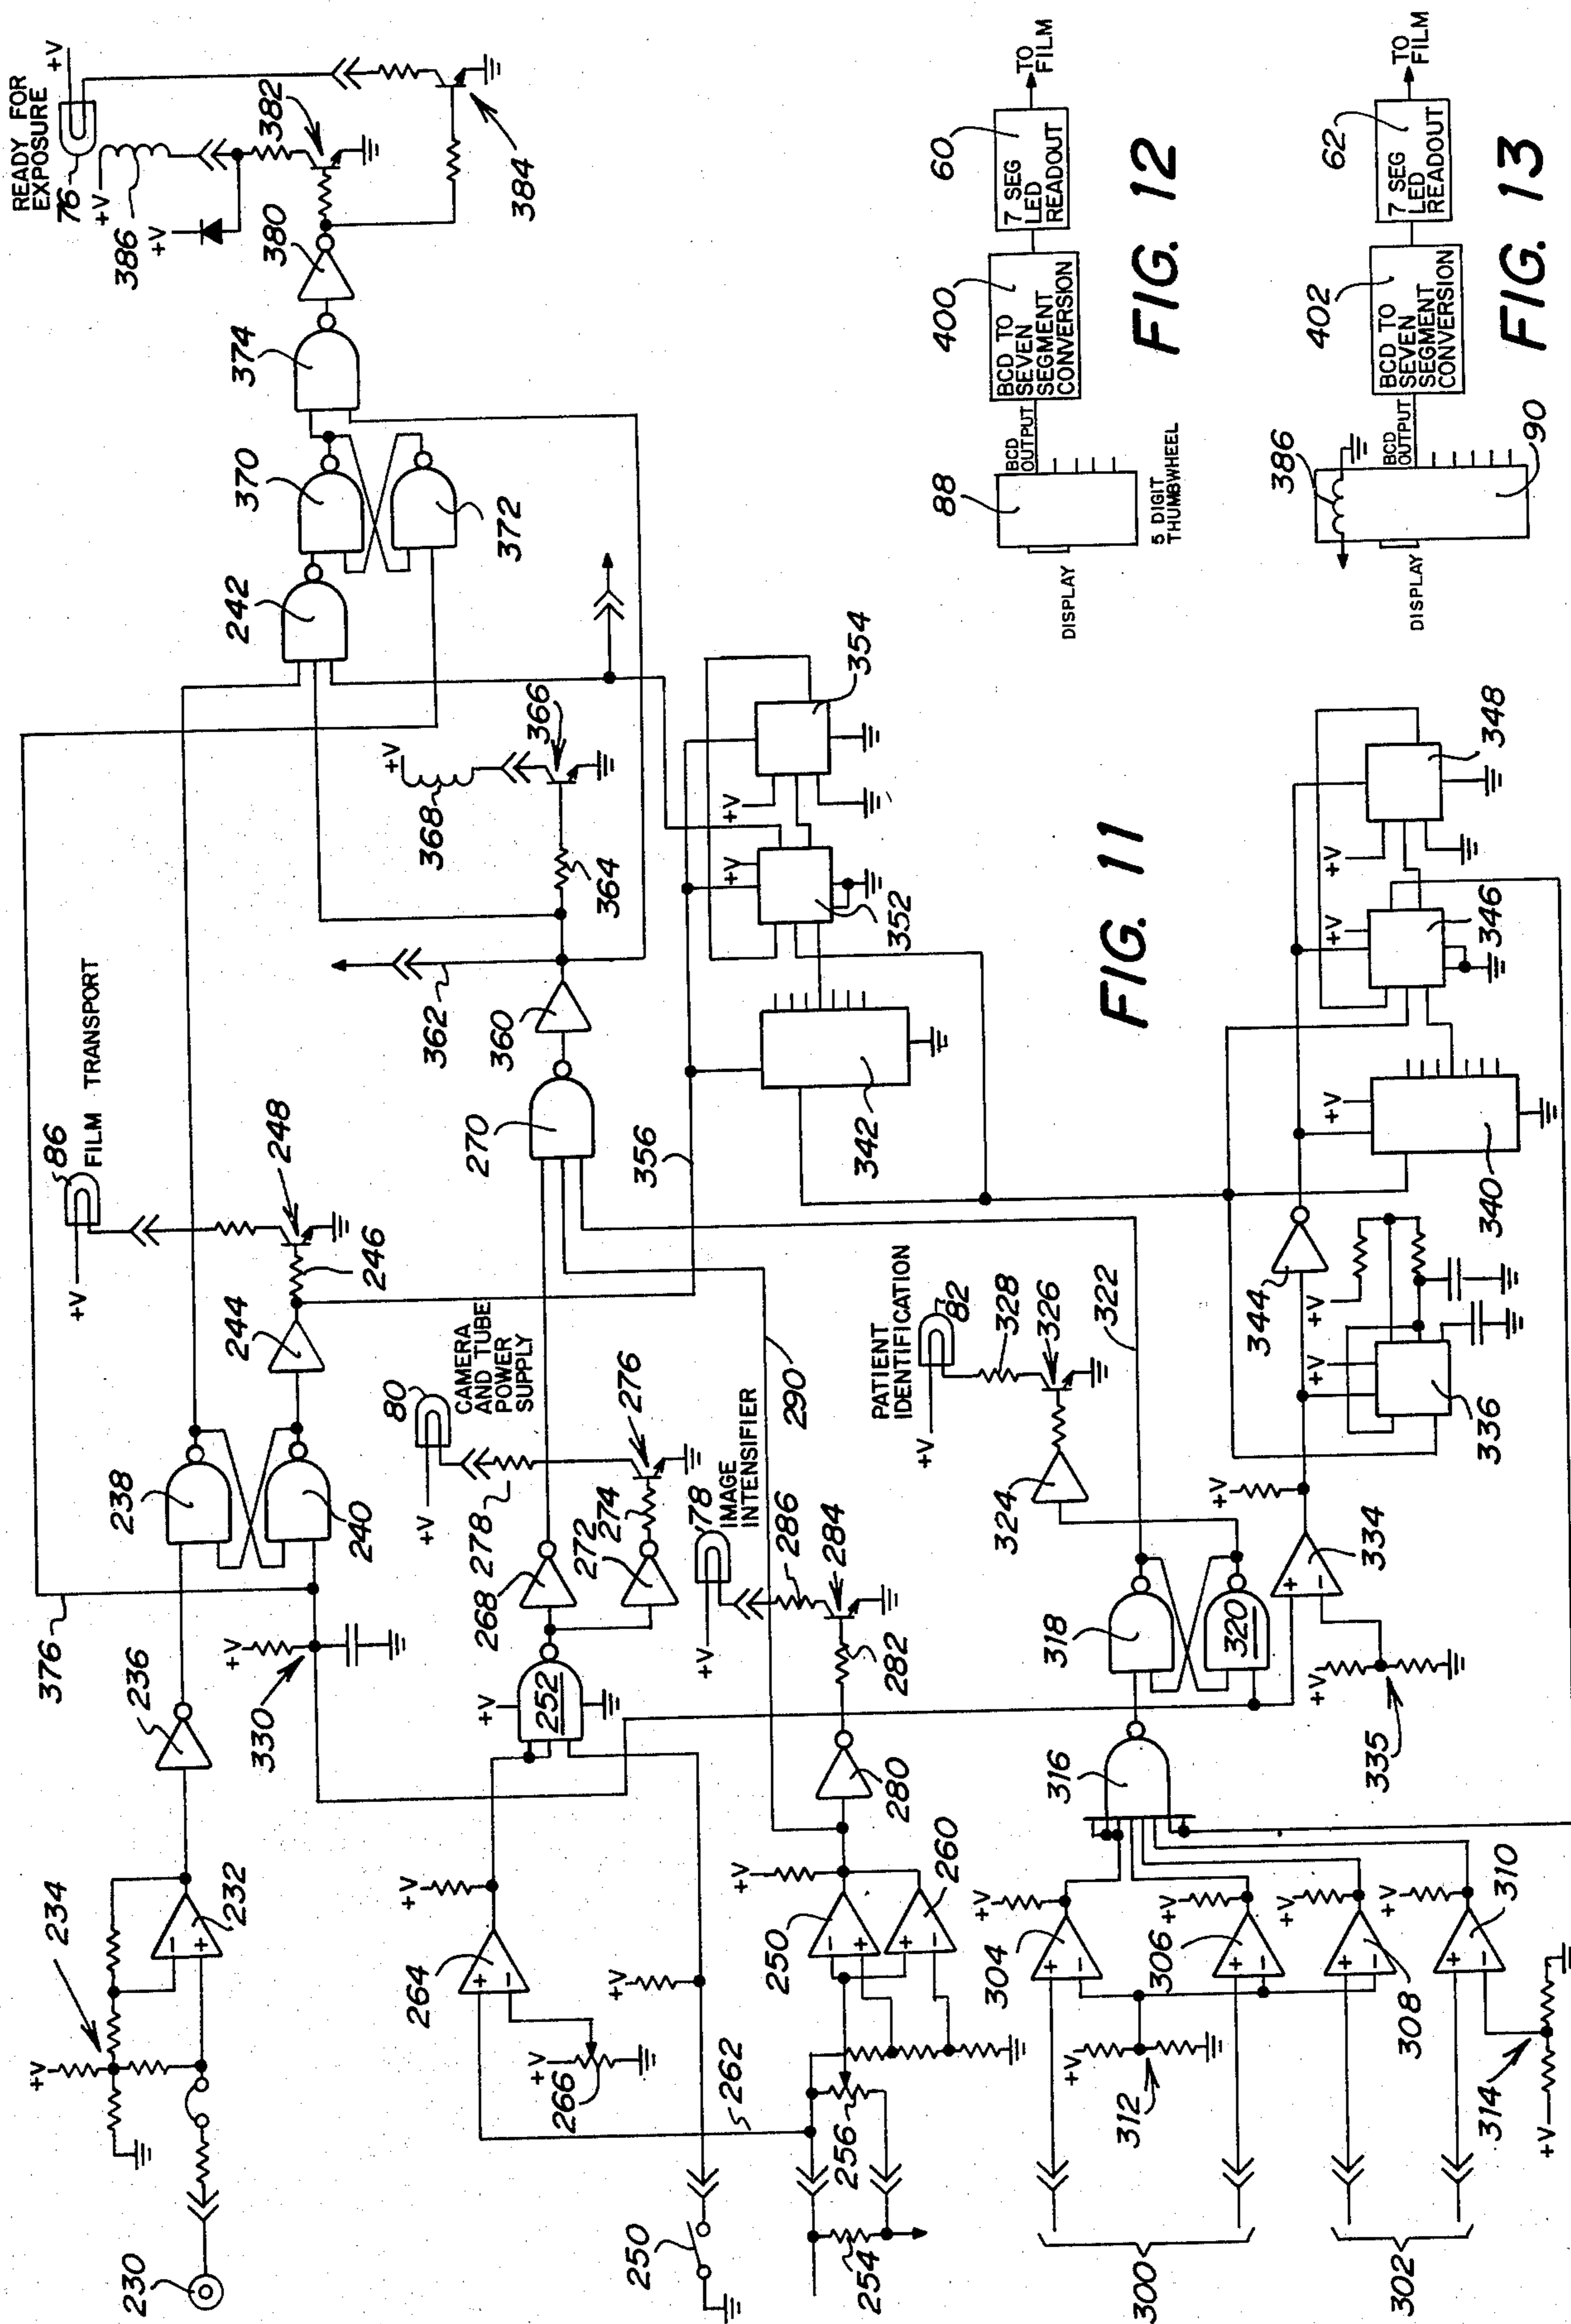 READY FOR
EXPOSURE
76
+V
+V
386
+V
382
384
380
374
370
372
242
FILM TRANSPORT
86
+V
248
246
244
238
240
376
330
+V
236
234
+V
232
230
368
+V
366
364
362
360
270
356
CAMERA
AND TUBE
POWER
SUPPLY
80
+V
276
278
274
268
272
252
+V
IMAGE
INTENSIFIER
78
+V
286
284
282
290
280
264
+V
266
+V
+V
262
250
250
+V
260
256
254
354
+V
+V
352
342
PATIENT
IDENTIFICATION
82
+V
328
326
322
324
318
320
316
334
+V
335
+V
344
+V
+V
336
340
+V
346
+V
348
+V
304
+V
306
+V
308
+V
310
+V
312
+V
314
+V
300
302
FIG. 11
88
BCD
OUTPUT
5 DIGIT
THUMBWHEEL
DISPLAY
400
BCD TO
SEVEN
SEGMENT
CONVERSION
60
7 SEG
LED
READOUT
TO
FILM
FIG. 12
386
90
BCD
OUTPUT
DISPLAY
402
BCD TO
SEVEN
SEGMENT
CONVERSION
62
7 SEG
LED
READOUT
TO
FILM
FIG. 13